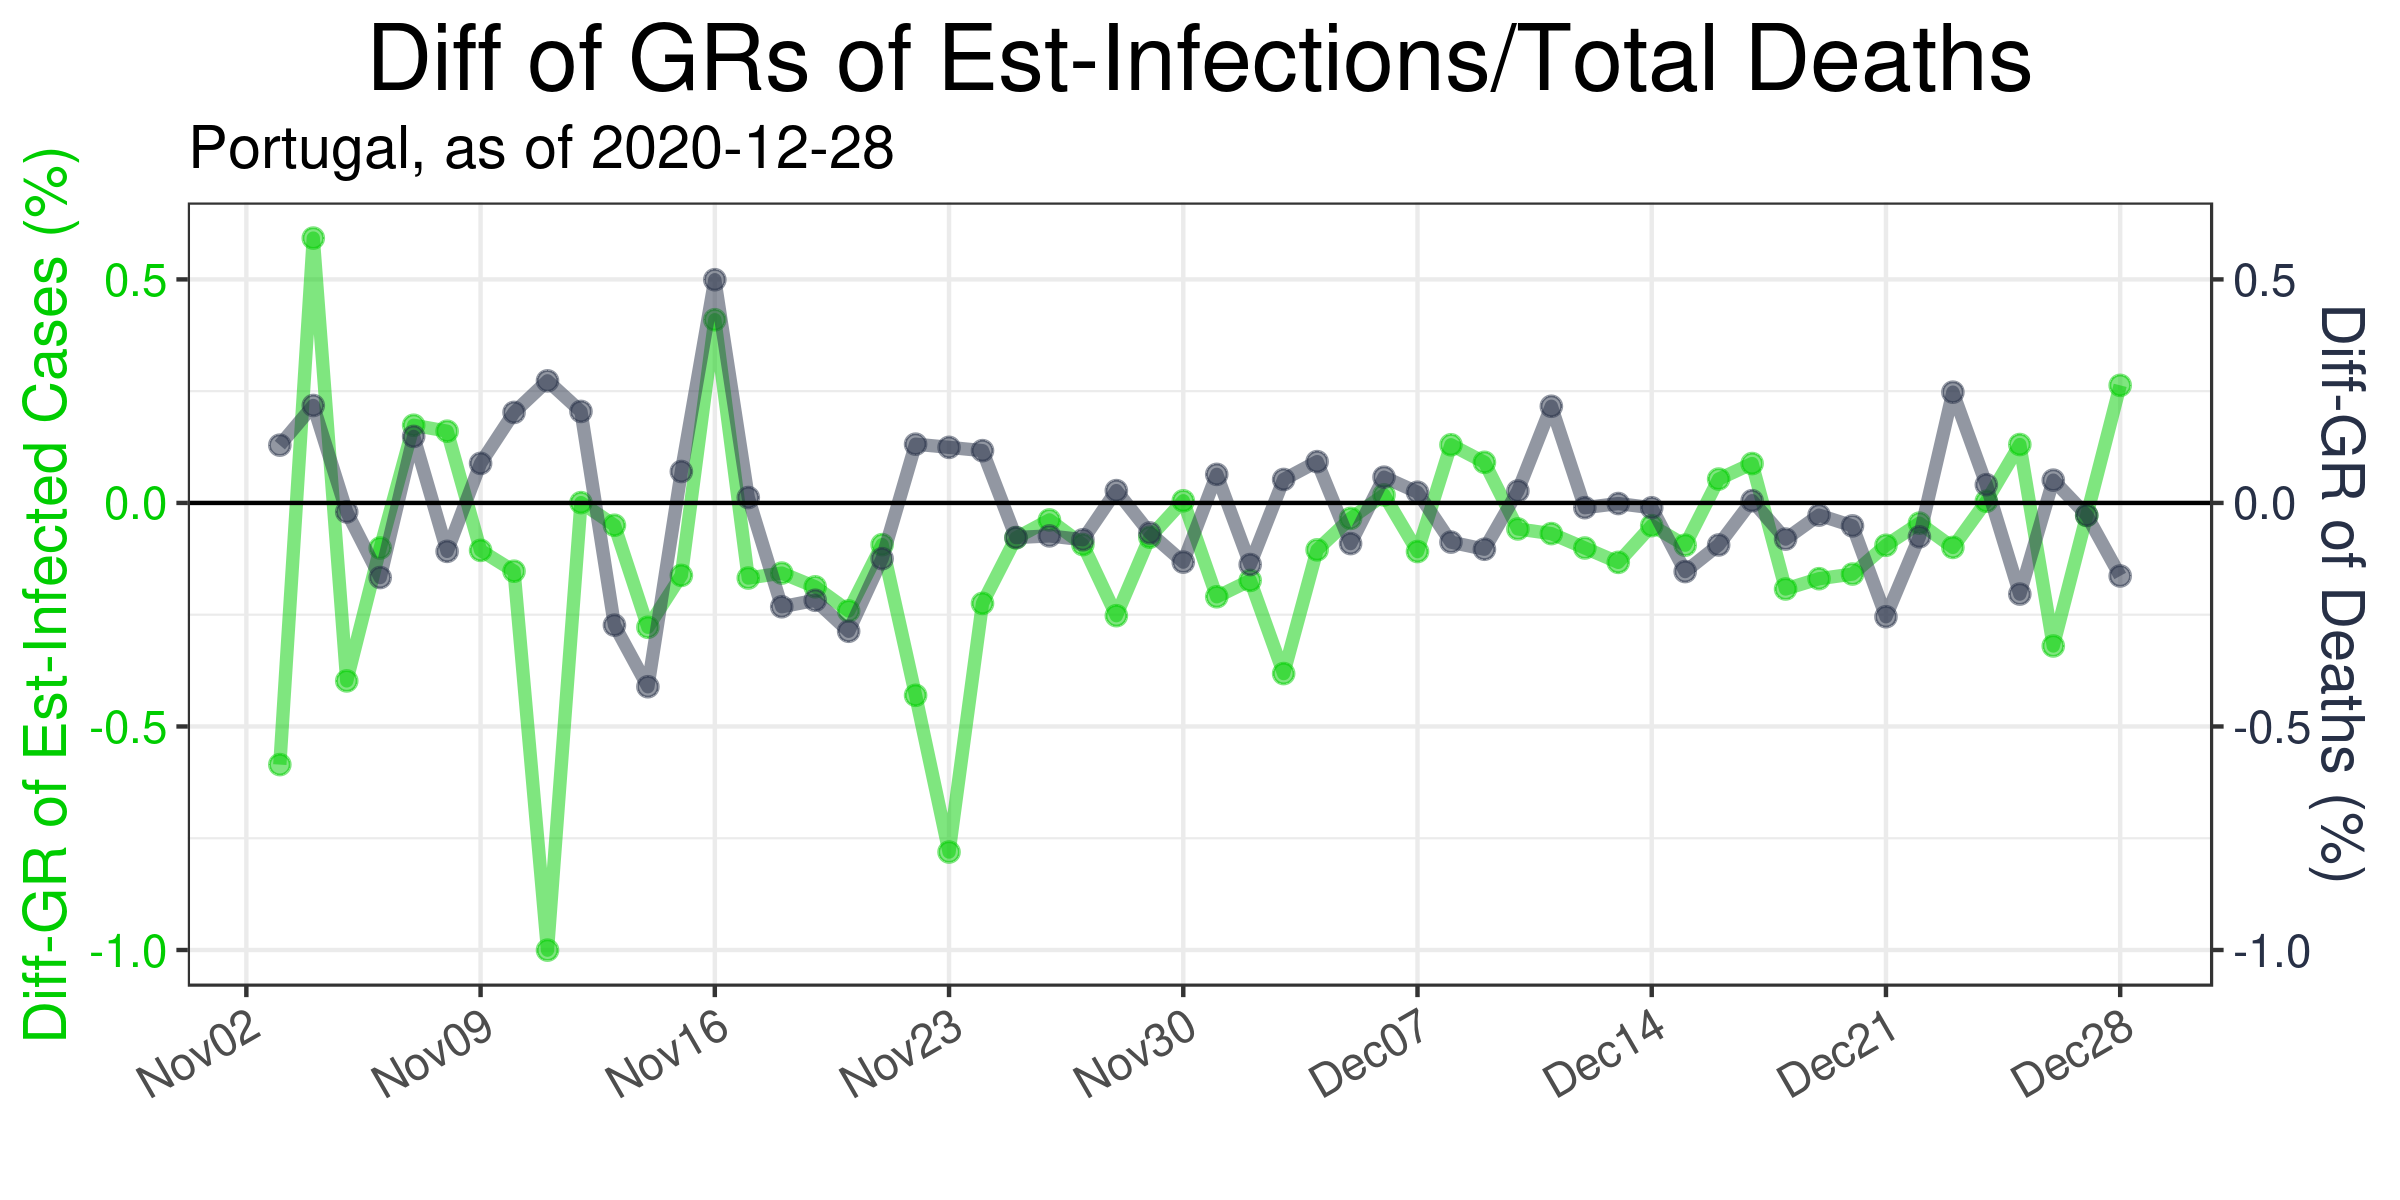 Diff of GRs of Est-Infections/Total Deaths
Portugal, as of 2020-12-28
Diff-GR of Est-Infected Cases (%)
0.5
0.0
-0.5
-1.0
0.5
0.0
-0.5
-1.0
Diff-GR of Deaths (%)
Nov02
Nov09
Nov16
Nov23
Nov30
Dec07
Dec14
Dec21
Dec28